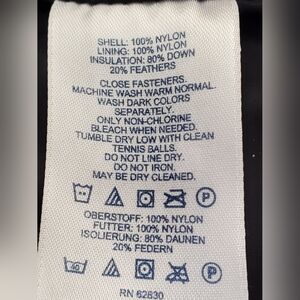 SHELL: 100% NYLON
LINING: 100% NYLON
INSULATION: 80% DOWN
20% FEATHERS
CLOSE FASTENERS.
MACHINE WASH WARM NORMAL.
WASH DARK COLORS
SEPARATELY.
ONLY NON-CHLORINE
BLEACH WHEN NEEDED.
TUMBLE DRY LOW WITH CLEAN
TENNIS BALLS.
DO NOT LINE DRY.
DO NOT IRON.
MAY BE DRY CLEANED.
P
OBERSTOFF: 100% NYLON
FUTTER: 100% NYLON
ISOLIERUNG: 80% DAUNEN
20% FEDERN
40
P
RN 62830